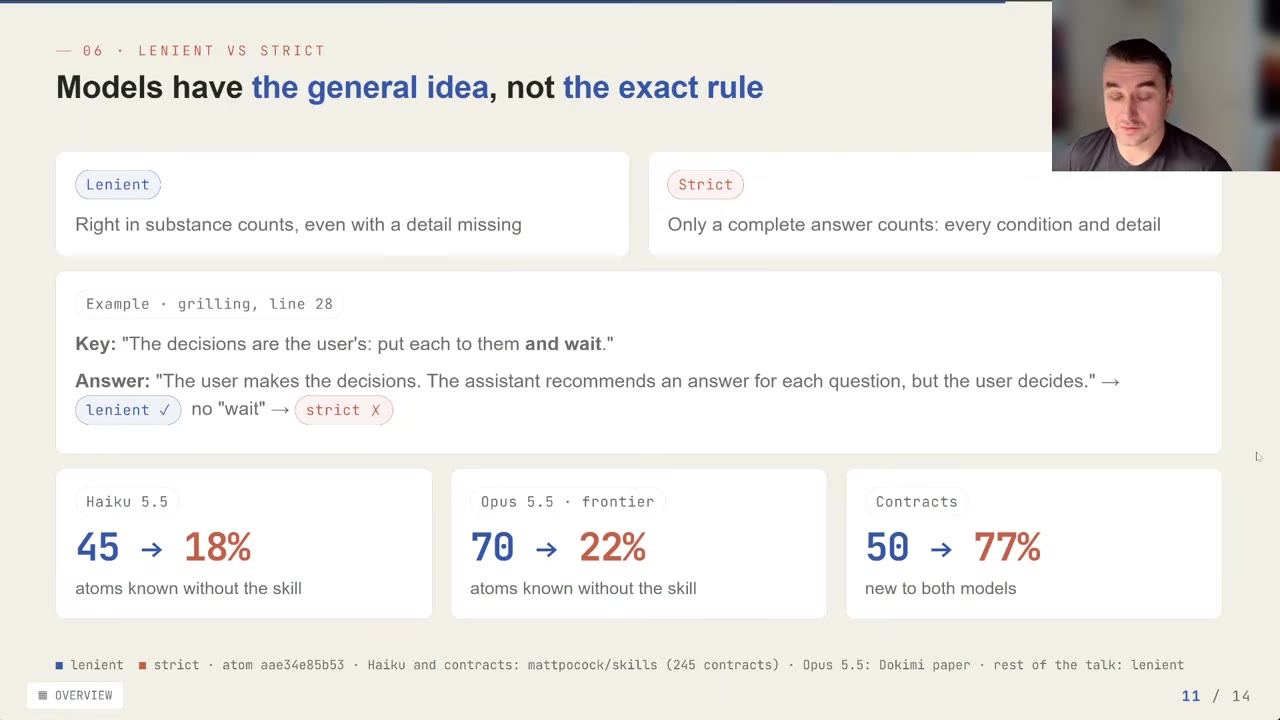 — 06 · LENIENT VS STRICT
Models have the general idea, not the exact rule
Lenient
Right in substance counts, even with a detail missing
Strict
Only a complete answer counts: every condition and detail
Example · grilling, line 28
Key: "The decisions are the user's: put each to them and wait."
Answer: "The user makes the decisions. The assistant recommends an answer for each question, but the user decides." →
lenient ✓ no "wait" → strict ✗
Haiku 5.5
45 → 18%
atoms known without the skill
Opus 5.5 · frontier
70 → 22%
atoms known without the skill
Contracts
50 → 77%
new to both models
■ lenient ■ strict · atom aae34e85b53 · Haiku and contracts: mattpocock/skills (245 contracts) · Opus 5.5: Dokimi paper · rest of the talk: lenient
▦ OVERVIEW
11 / 14